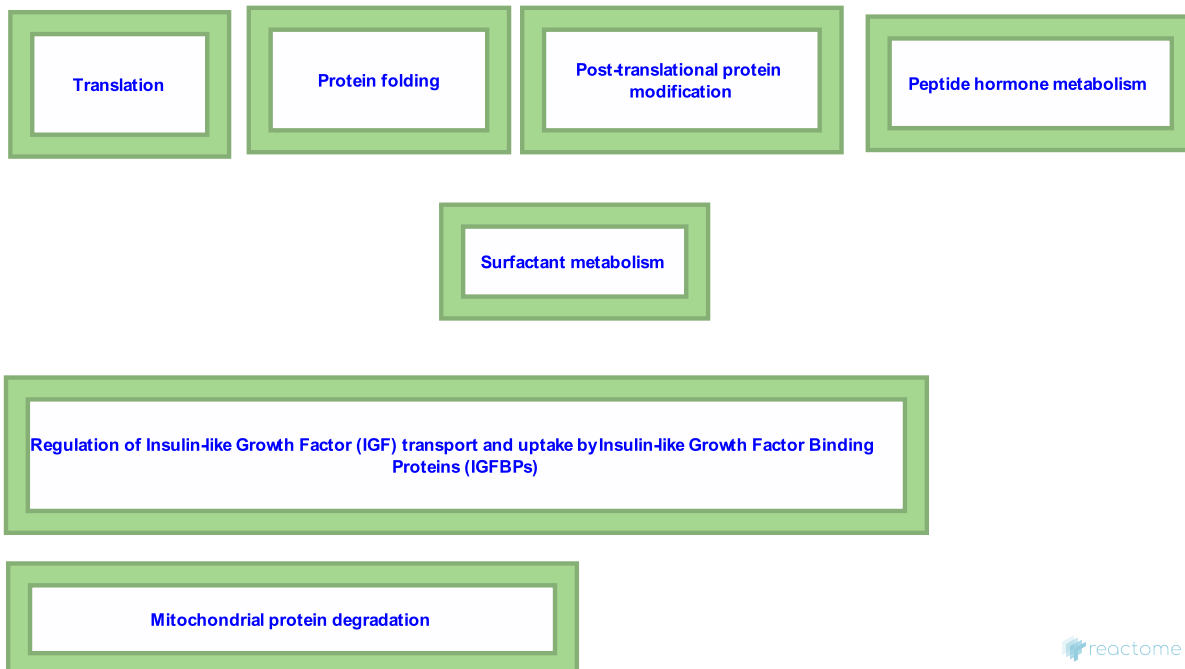 Translation
Protein folding
Post-translational protein
modification
Peptide hormone metabolism
Surfactant metabolism
Regulation of Insulin-like Growth Factor (IGF) transport and uptake byInsulin-like Growth Factor Binding
Proteins (IGFBPs)
Mitochondrial protein degradation
reactome